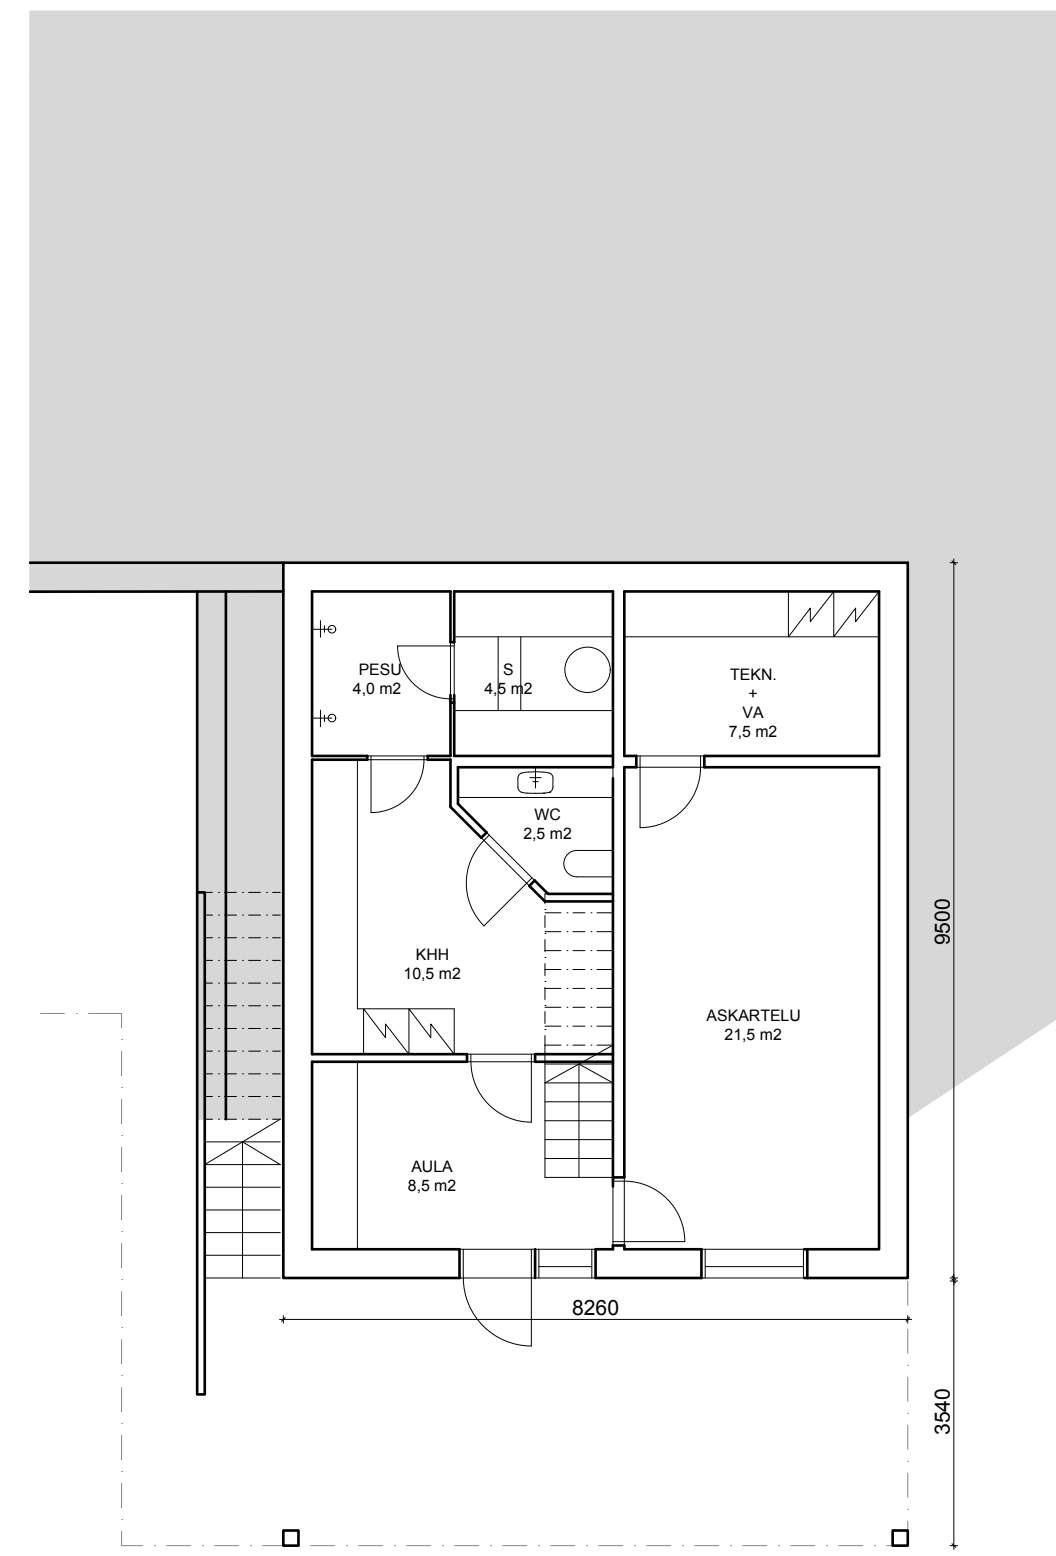 PESU
4,0 m2
S
4,5 m2
TEKN.
+
VA
7,5 m2
WC
2,5 m2
KHH
10,5 m2
ASKARTELU
21,5 m2
AULA
8,5 m2
9500
8260
3540